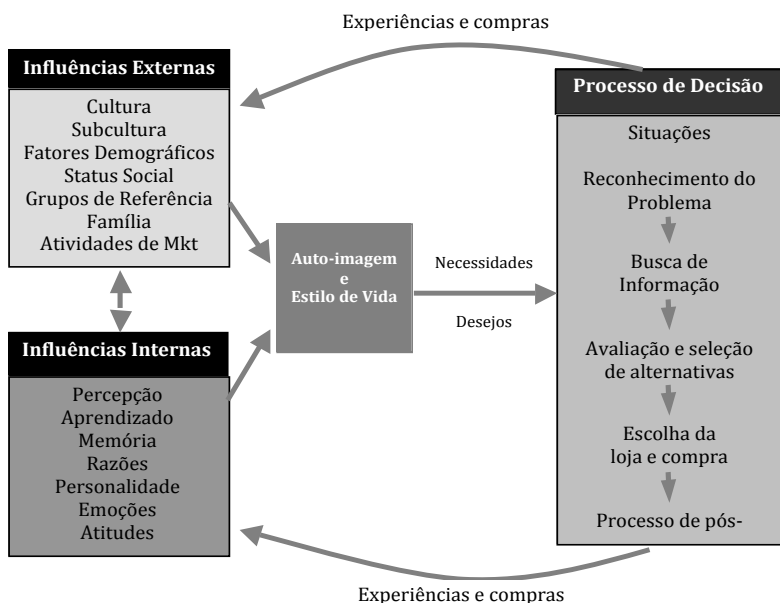 Experiências e compras
Influências Externas
Cultura
Subcultura
Fatores Demográficos
Status Social
Grupos de Referência
Família
Atividades de Mkt
Influências Internas
Percepção
Aprendizado
Memória
Razões
Personalidade
Emoções
Atitudes
Auto-imagem
e
Estilo de Vida
Necessidades
Desejos
Processo de Decisão
Situações
Reconhecimento do
Problema
Busca de
Informação
Avaliação e seleção
de alternativas
Escolha da
loja e compra
Processo de pós-
Experiências e compras